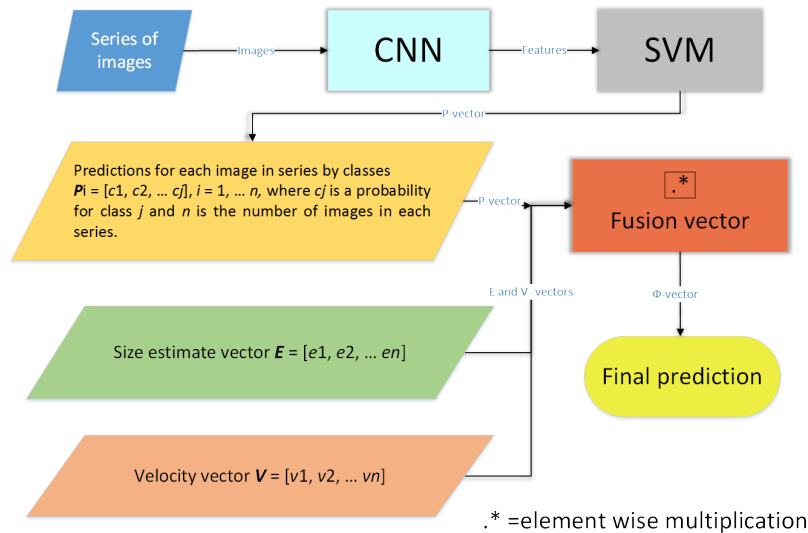 Series of
images
Images
CNN
Features
SVM
P-vector
Predictions for each image in series by classes
Pi = [c1, c2, … cj], i = 1, … n, where cj is a probability
for class j and n is the number of images in each
series.
P-vector
.*
Fusion vector
E and V vectors
Φ-vector
Size estimate vector E = [e1, e2, … en]
Final prediction
Velocity vector V = [v1, v2, … vn]
.* =element wise multiplication